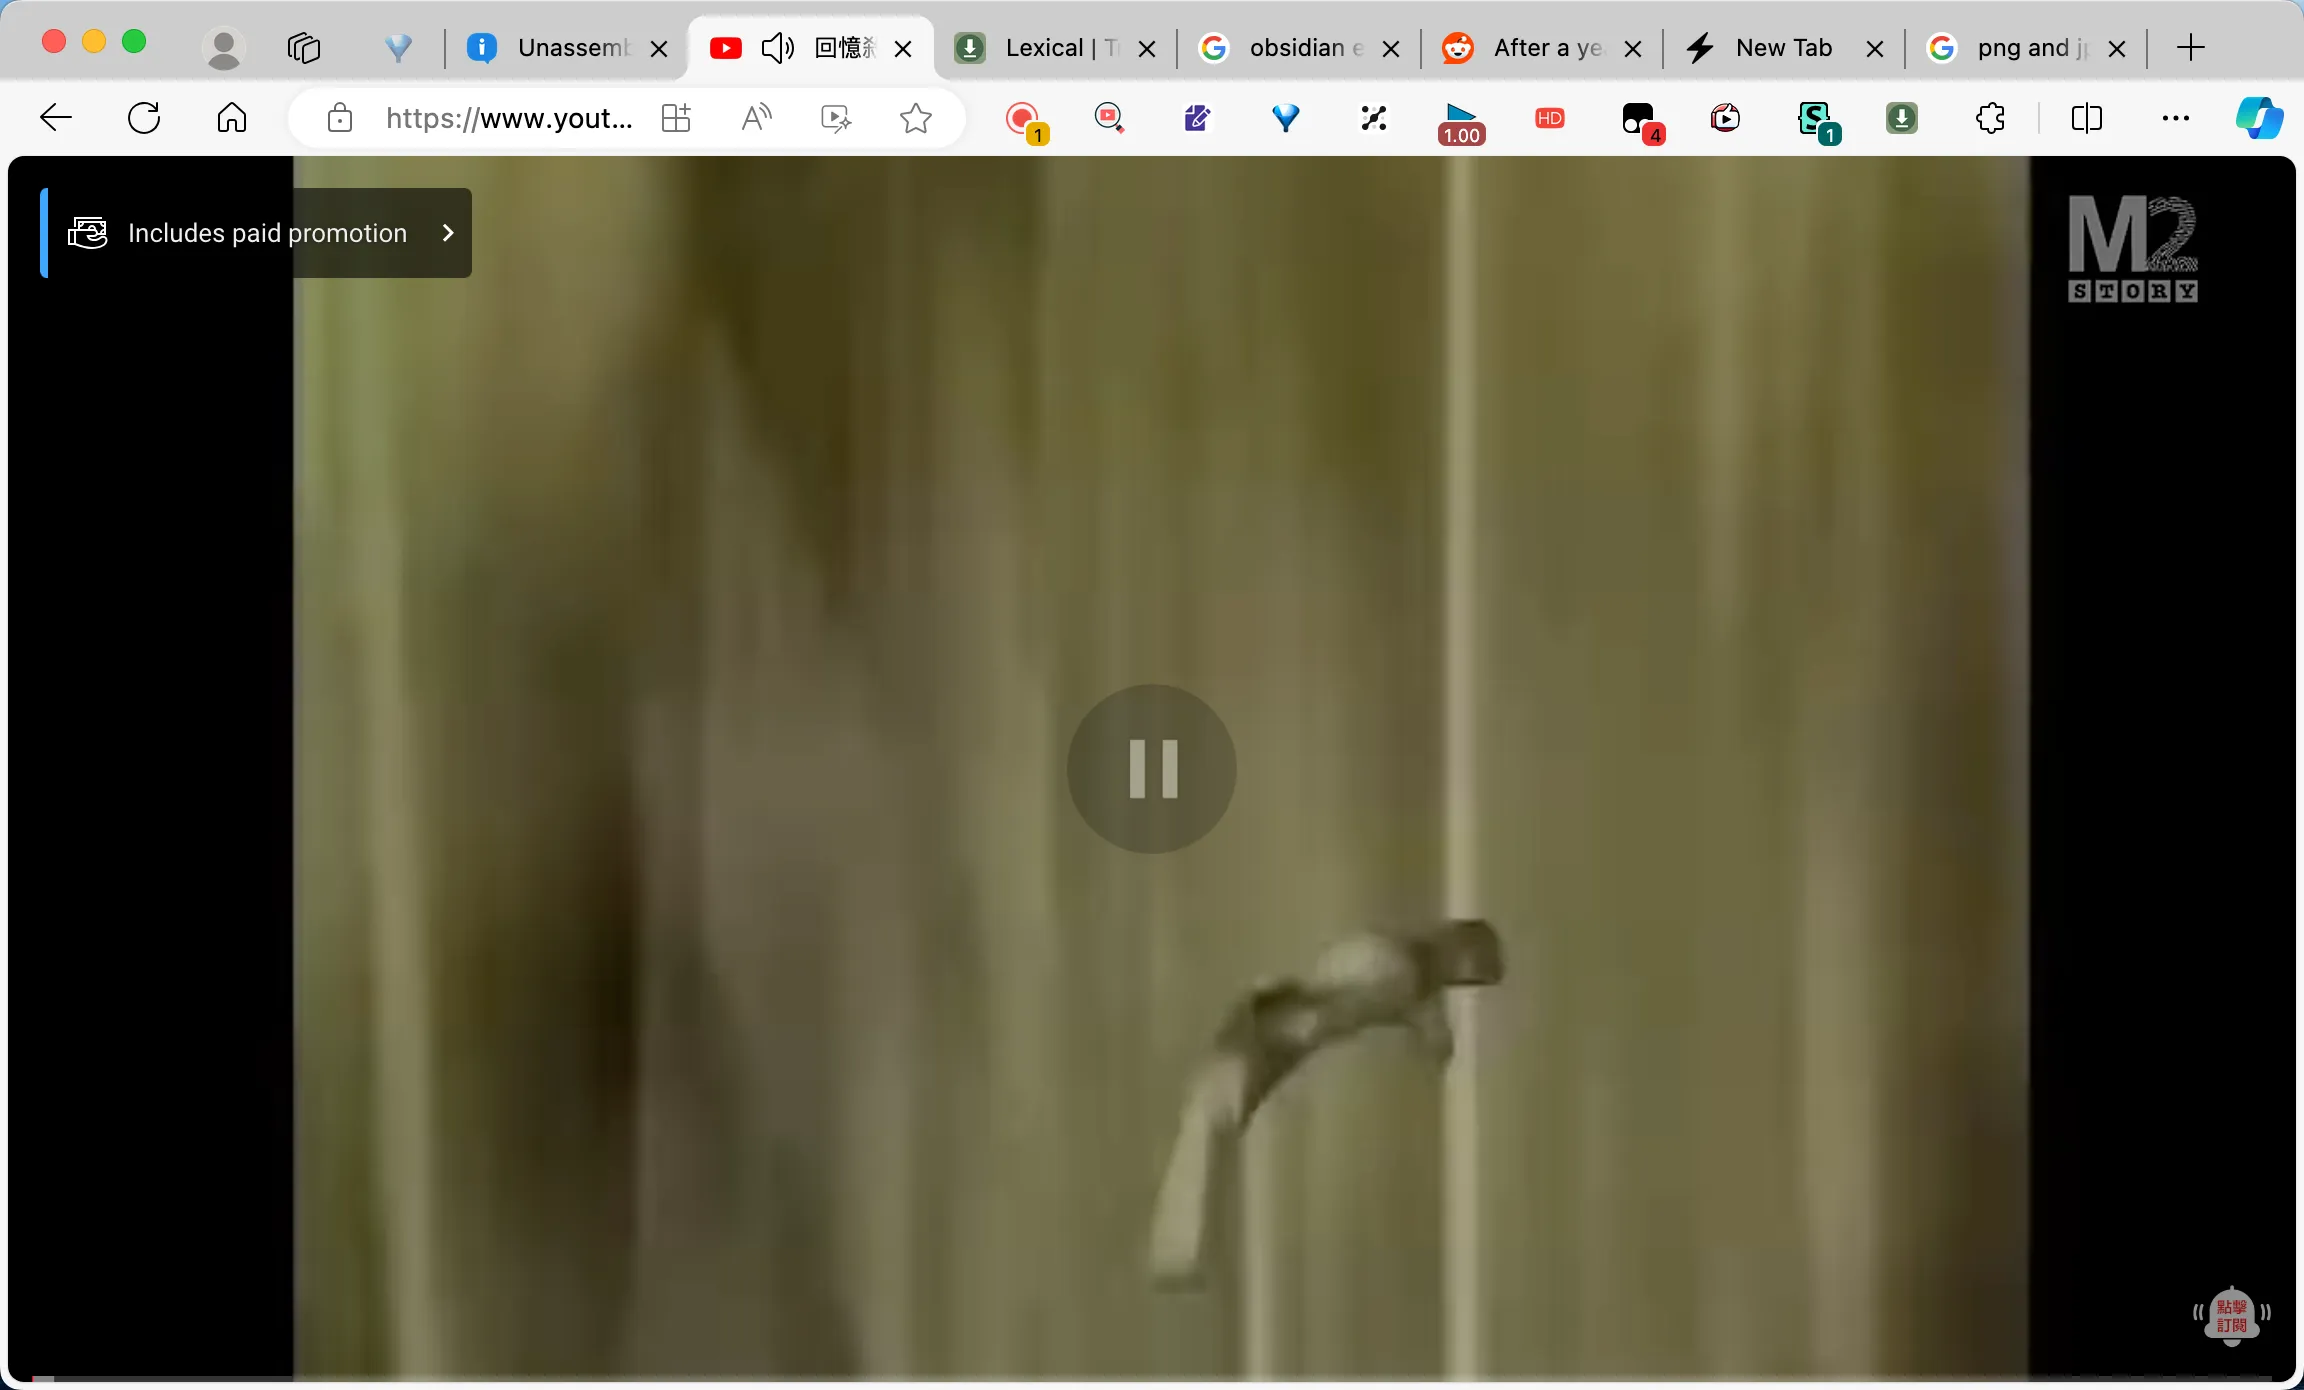 Unassemb
回憶
Lexical | T
obsidian e
After a ye
New Tab
png and j
https://www.yout...
1
1.00
HD
4
S
1
Includes paid promotion
M2
STORY
點擊
訂閱